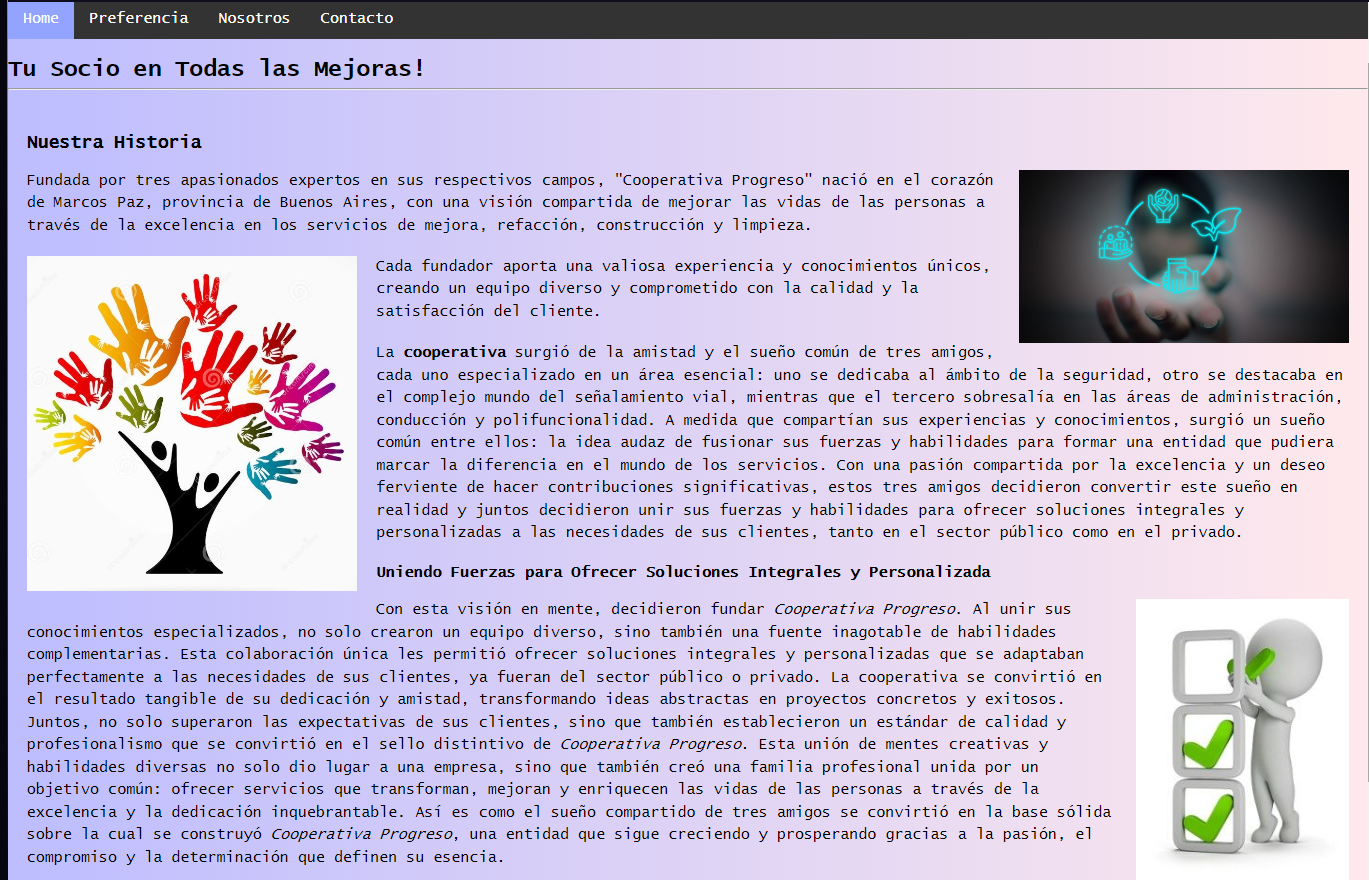 Home Preferencia Nosotros Contacto
Tu Socio en Todas las Mejoras!
Nuestra Historia
Fundada por tres apasionados expertos en sus respectivos campos, "Cooperativa Progreso" nació en el corazón
de Marcos Paz, provincia de Buenos Aires, con una visión compartida de mejorar las vidas de las personas a
través de la excelencia en los servicios de mejora, refacción, construcción y limpieza.
Cada fundador aporta una valiosa experiencia y conocimientos únicos,
creando un equipo diverso y comprometido con la calidad y la
satisfacción del cliente.
La cooperativa surgió de la amistad y el sueño común de tres amigos,
cada uno especializado en un área esencial: uno se dedicaba al ámbito de la seguridad, otro se destacaba en
el complejo mundo del señalamiento vial, mientras que el tercero sobresalía en las áreas de administración,
conducción y polifuncionalidad. A medida que compartían sus experiencias y conocimientos, surgió un sueño
común entre ellos: la idea audaz de fusionar sus fuerzas y habilidades para formar una entidad que pudiera
marcar la diferencia en el mundo de los servicios. Con una pasión compartida por la excelencia y un deseo
ferviente de hacer contribuciones significativas, estos tres amigos decidieron convertir este sueño en
realidad y juntos decidieron unir sus fuerzas y habilidades para ofrecer soluciones integrales y
personalizadas a las necesidades de sus clientes, tanto en el sector público como en el privado.
Uniendo Fuerzas para Ofrecer Soluciones Integrales y Personalizada
Con esta visión en mente, decidieron fundar Cooperativa Progreso. Al unir sus
conocimientos especializados, no solo crearon un equipo diverso, sino también una fuente inagotable de habilidades
complementarias. Esta colaboración única les permitió ofrecer soluciones integrales y personalizadas que se adaptaban
perfectamente a las necesidades de sus clientes, ya fueran del sector público o privado. La cooperativa se convirtió en
el resultado tangible de su dedicación y amistad, transformando ideas abstractas en proyectos concretos y exitosos.
Juntos, no solo superaron las expectativas de sus clientes, sino que también establecieron un estándar de calidad y
profesionalismo que se convirtió en el sello distintivo de Cooperativa Progreso. Esta unión de mentes creativas y
habilidades diversas no solo dio lugar a una empresa, sino que también creó una familia profesional unida por un
objetivo común: ofrecer servicios que transforman, mejoran y enriquecen las vidas de las personas a través de la
excelencia y la dedicación inquebrantable. Así es como el sueño compartido de tres amigos se convirtió en la base sólida
sobre la cual se construyó Cooperativa Progreso, una entidad que sigue creciendo y prosperando gracias a la pasión, el
compromiso y la determinación que definen su esencia.